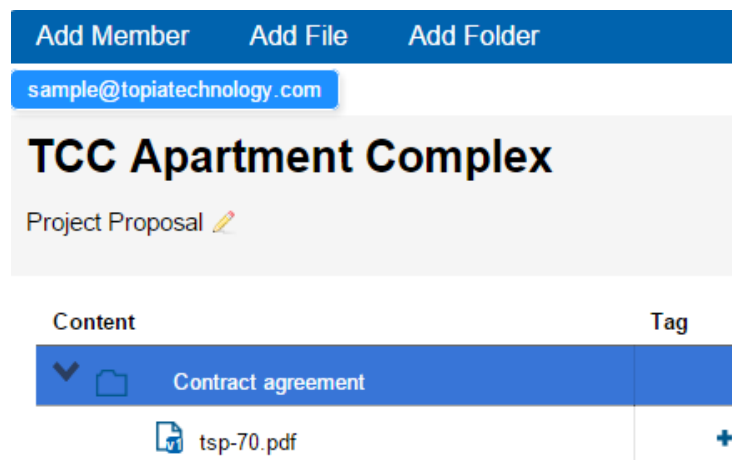 Add Member Add File Add Folder
sample@topiatechnology.com
TCC Apartment Complex
Project Proposal
Content Tag
Contract agreement
v1 tsp-70.pdf